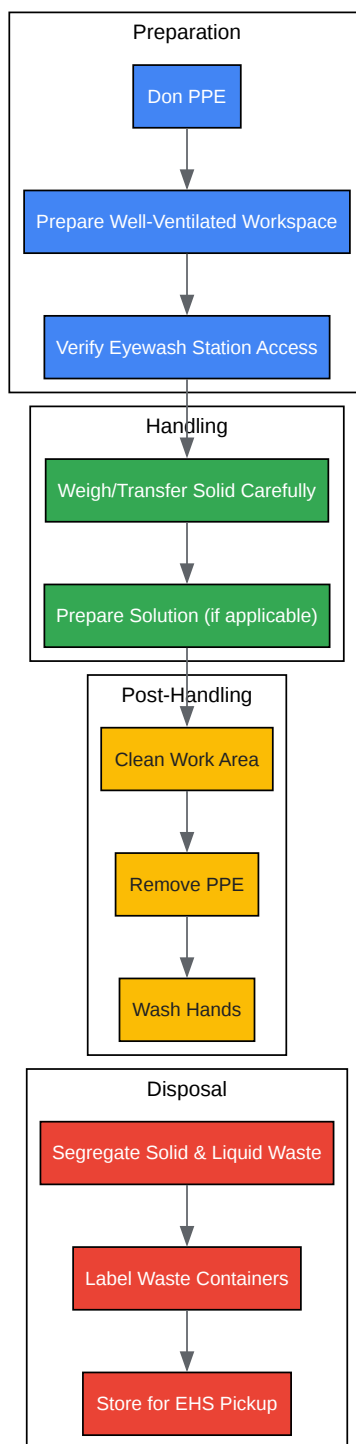 Preparation
Don PPE
Prepare Well-Ventilated Workspace
Verify Eyewash Station Access
Handling
Weigh/Transfer Solid Carefully
Prepare Solution (if applicable)
Post-Handling
Clean Work Area
Remove PPE
Wash Hands
Disposal
Segregate Solid & Liquid Waste
Label Waste Containers
Store for EHS Pickup